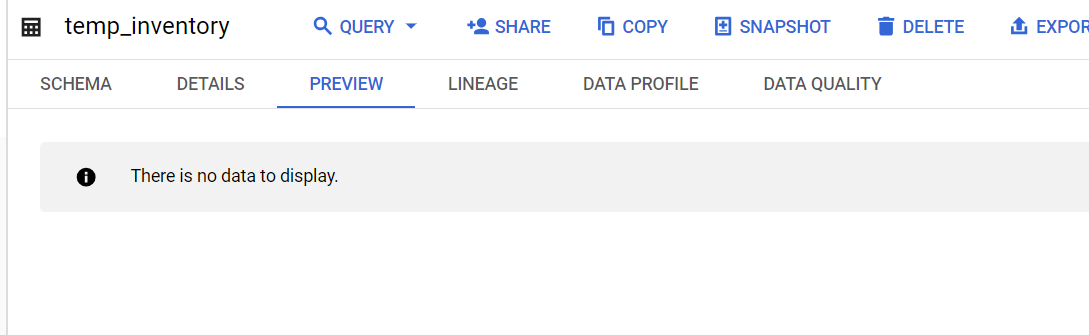 temp_inventory QUERY SHARE COPY SNAPSHOT DELETE EXPOR
SCHEMA DETAILS PREVIEW LINEAGE DATA PROFILE DATA QUALITY
There is no data to display.